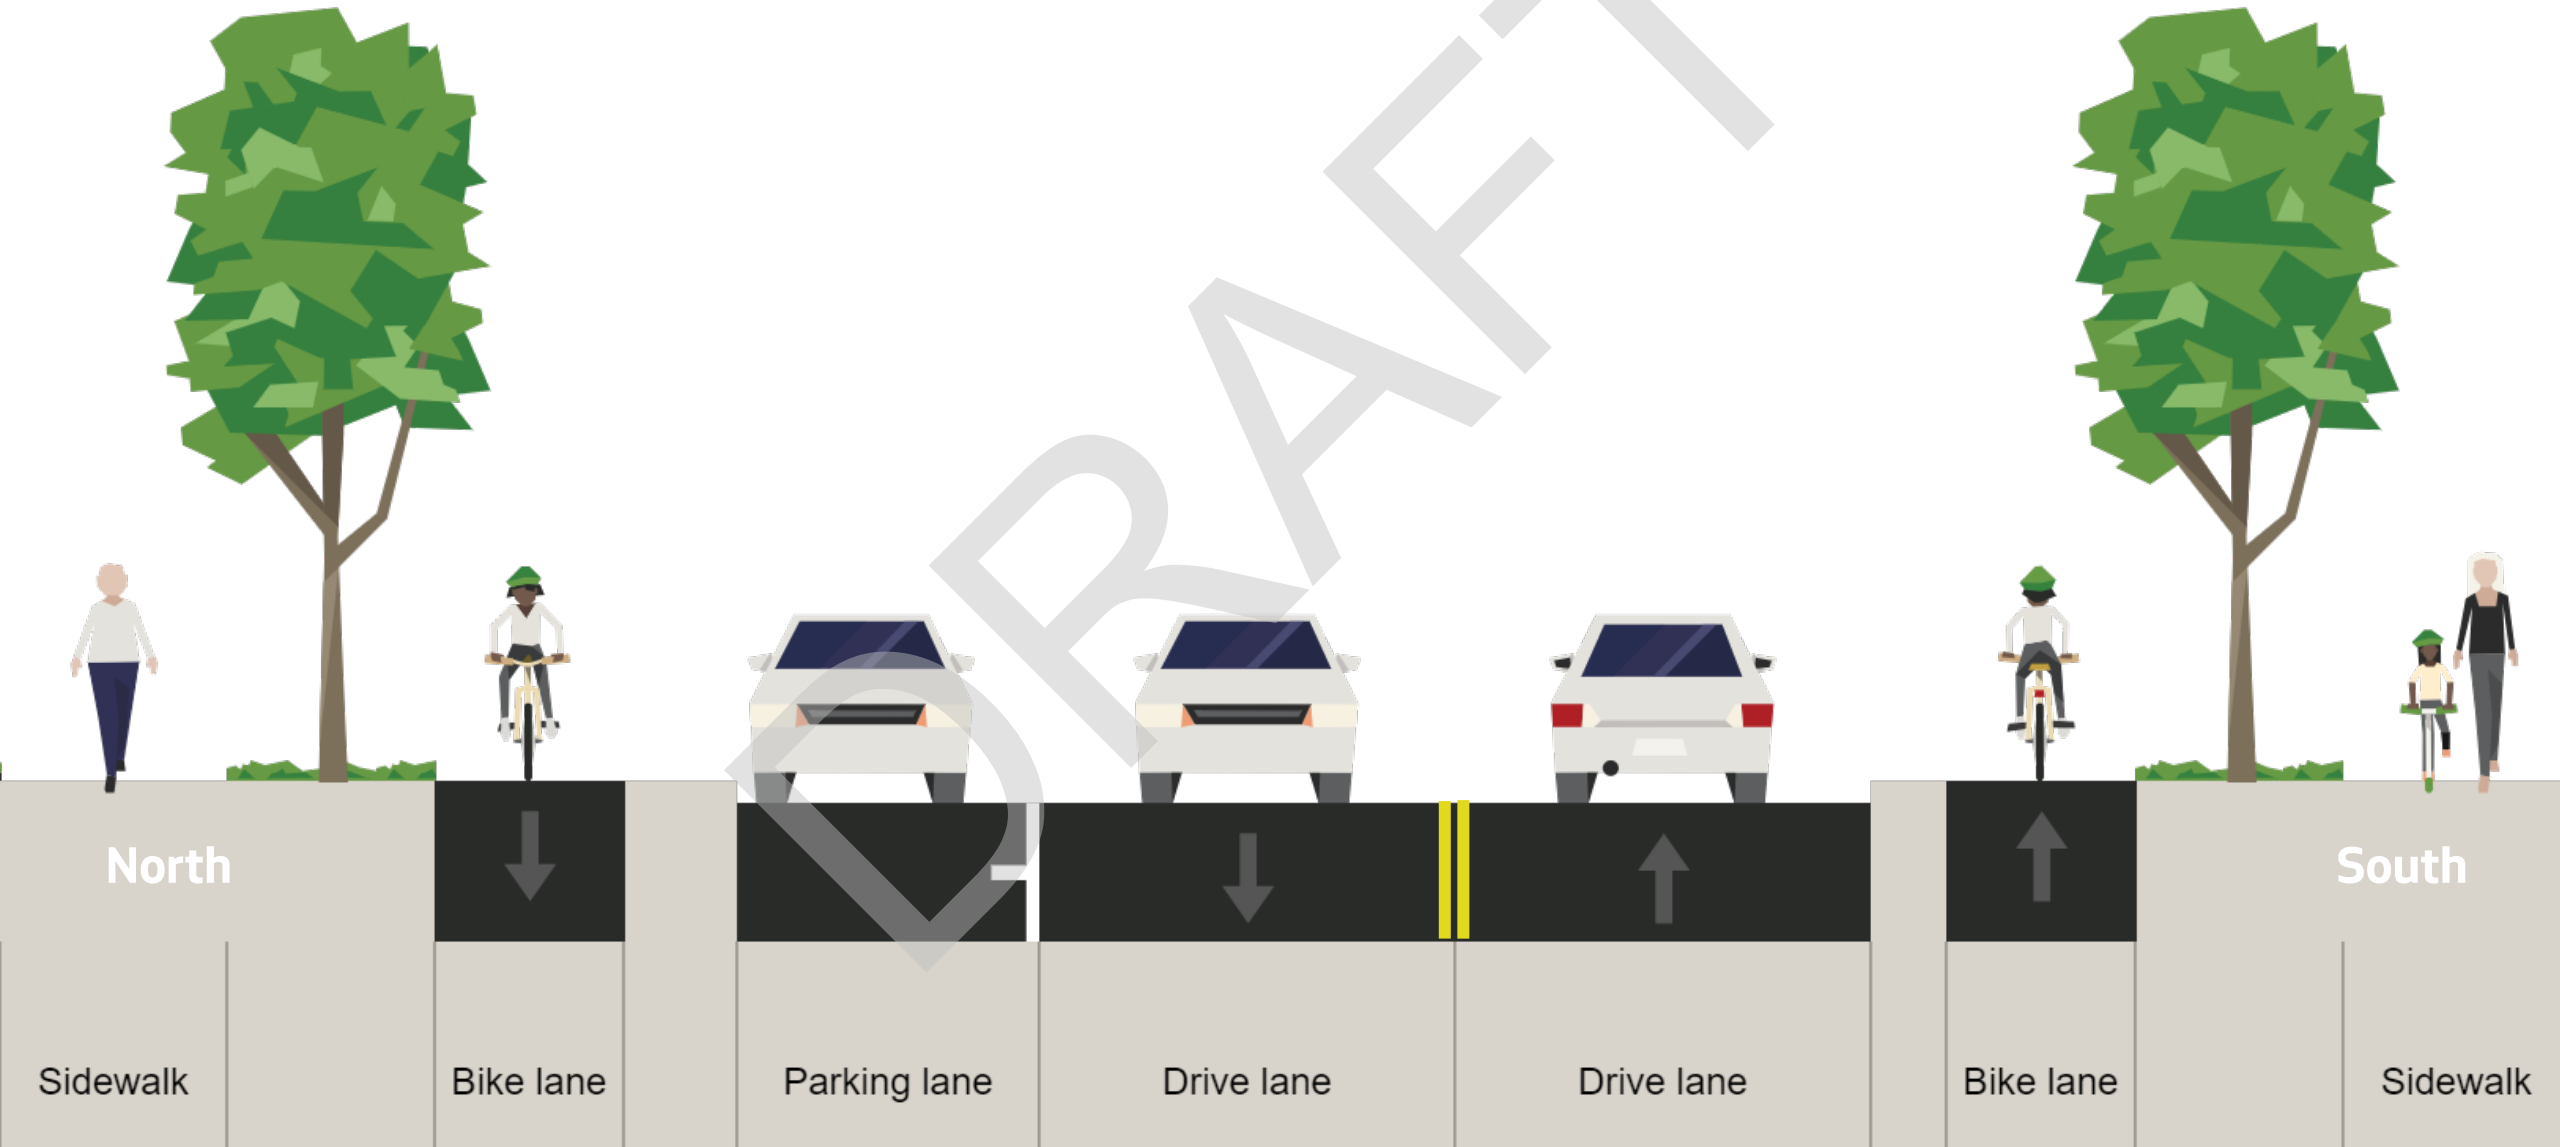 DRAFT
North
South
Sidewalk
Bike lane
Parking lane
Drive lane
Drive lane
Bike lane
Sidewalk